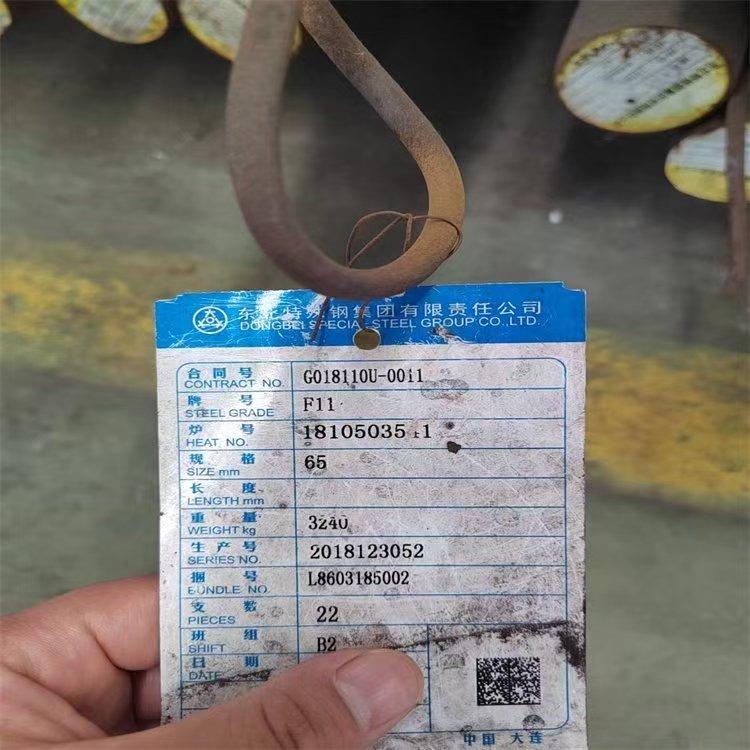 东北特殊钢集团有限责任公司
DONGBEI SPECIAL STEEL GROUP CO., LTD.
合同号 G018110U-0011
CONTRACT NO.
牌号 F11
STEEL GRADE
炉号 18105035
HEAT NO.
规格 65
SIZE mm
长度
LENGTH mm
重量 3240
WEIGHT kg
生产号 2018123052
SERIES NO.
捆号 L8603185002
BUNDLE NO.
支数 22
PIECES
班组 B2
SHIFT
日期
DATE
中国 大连